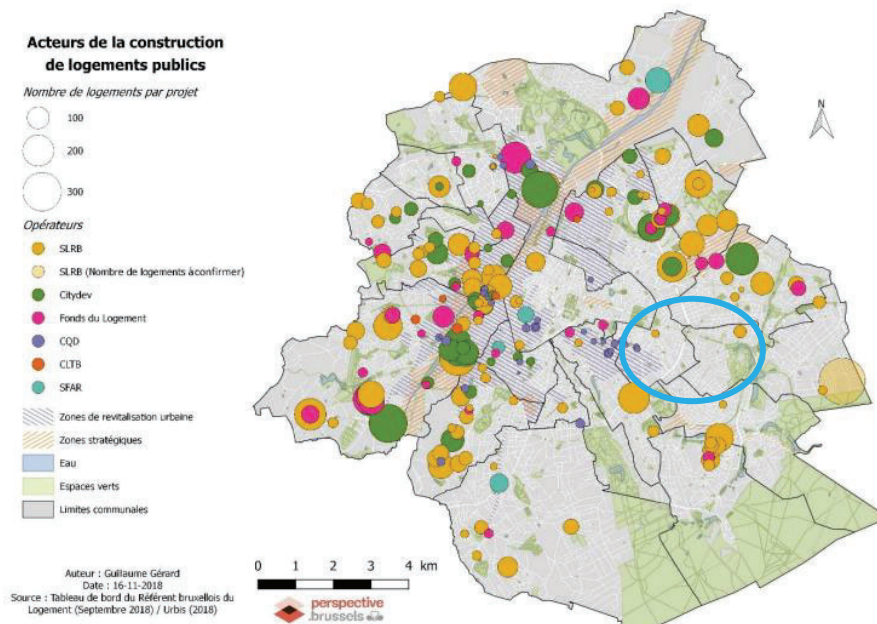 Acteurs de la construction
de logements publics
Nombre de logements par projet
100
200
300
Opérateurs
SLRB
SLRB (Nombre de logements àconfirmer)
Citydev
Fonds du Logement
CQD
CLTB
SFAR
Zones de revitalisation urbaine
Zones stratégiques
Eau
Espaces verts
Limites communales
N
Auteur : Guillaume Gérard
Date : 16-11-2018
Source : Tableau de bord du Référent bruxellois du
Logement (Septembre 2018) / Urbis (2018)
0 1 2 3 4 km
perspective
.brussels